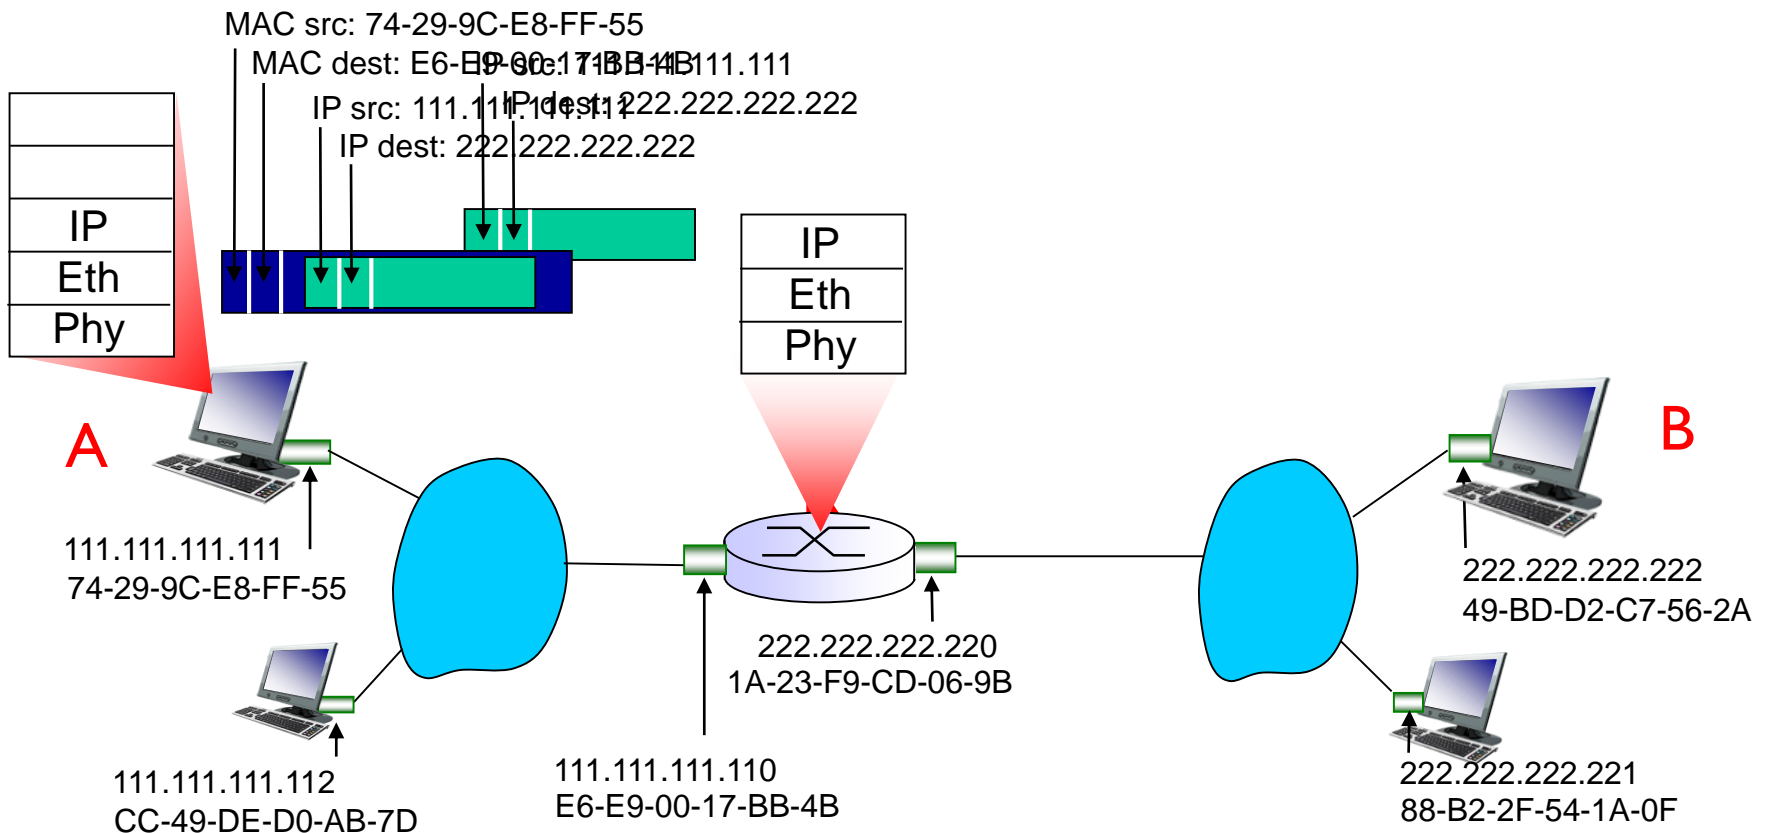 MAC src: 74-29-9C-E8-FF-55
MAC dest: E6-E9-00-17-BB-4B
IP src: 111.111.111.111
IP src: 111.111.111.111
IP dest: 222.222.222.222
IP dest: 222.222.222.222
IP
Eth
Phy
IP
Eth
Phy
A
B
111.111.111.111
74-29-9C-E8-FF-55
222.222.222.222
49-BD-D2-C7-56-2A
222.222.222.220
1A-23-F9-CD-06-9B
111.111.111.112
CC-49-DE-D0-AB-7D
111.111.111.110
E6-E9-00-17-BB-4B
222.222.222.221
88-B2-2F-54-1A-0F